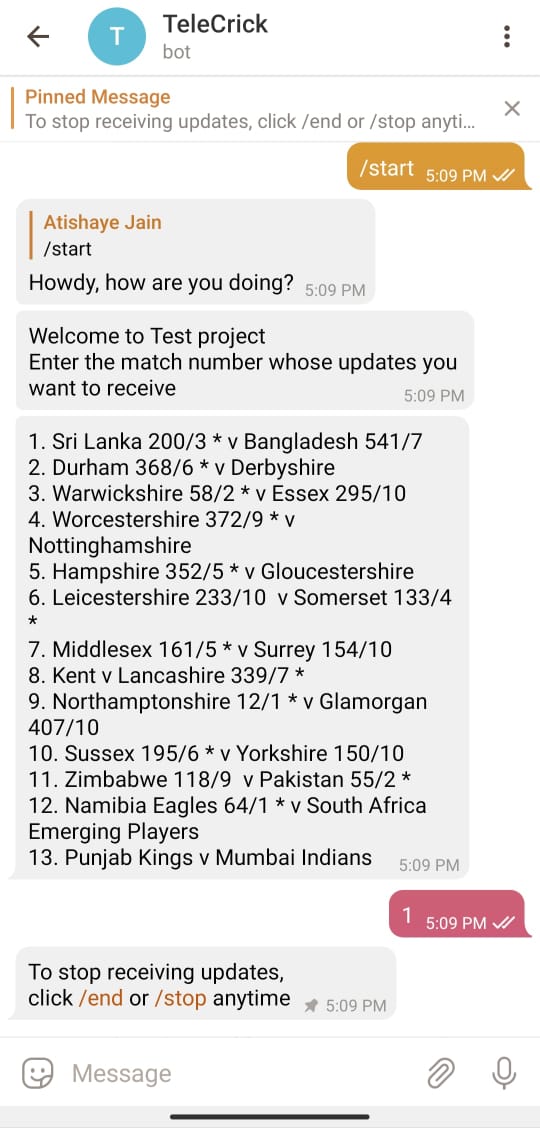 T
TeleCrick
bot
Pinned Message
To stop receiving updates, click /end or /stop anyti...
/start 5:09 PM
Atishaye Jain
/start
Howdy, how are you doing? 5:09 PM
Welcome to Test project
Enter the match number whose updates you
want to receive 5:09 PM
1. Sri Lanka 200/3 * v Bangladesh 541/7
2. Durham 368/6 * v Derbyshire
3. Warwickshire 58/2 * v Essex 295/10
4. Worcestershire 372/9 * v
Nottinghamshire
5. Hampshire 352/5 * v Gloucestershire
6. Leicestershire 233/10  v Somerset 133/4
*
7. Middlesex 161/5 * v Surrey 154/10
8. Kent v Lancashire 339/7 *
9. Northamptonshire 12/1 * v Glamorgan
407/10
10. Sussex 195/6 * v Yorkshire 150/10
11. Zimbabwe 118/9  v Pakistan 55/2 *
12. Namibia Eagles 64/1 * v South Africa
Emerging Players
13. Punjab Kings v Mumbai Indians 5:09 PM
1 5:09 PM
To stop receiving updates,
click /end or /stop anytime 5:09 PM
Message